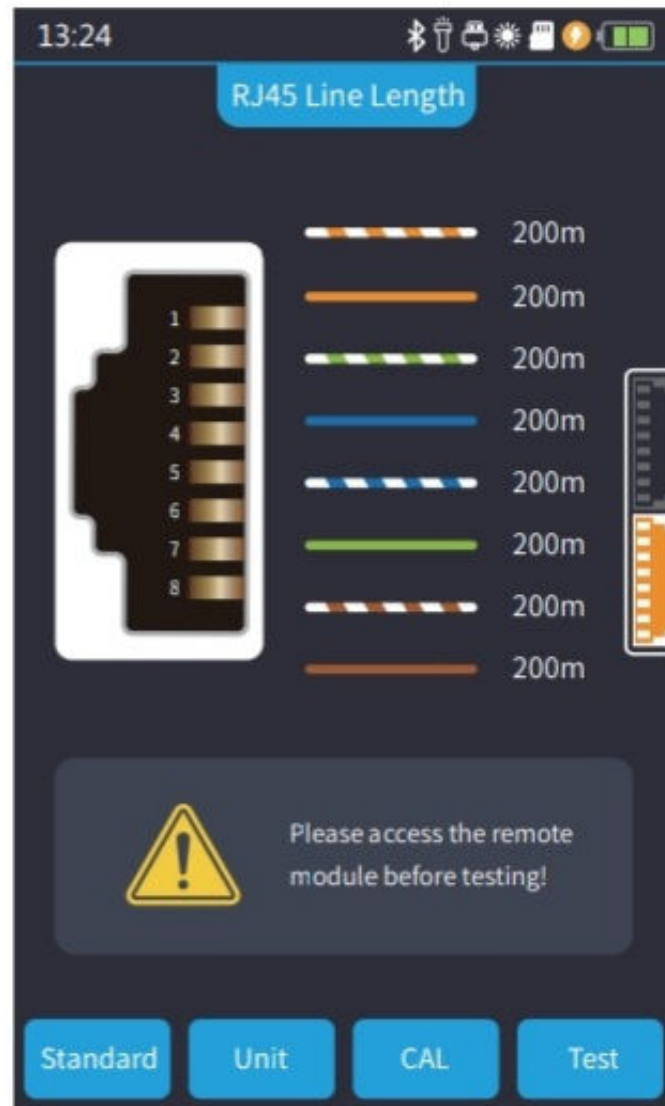 13:24
RJ45 Line Length
200m
1
200m
2
200m
3
200m
4
200m
5
200m
6
200m
7
200m
8
Please access the remote
module before testing!
Standard Unit CAL Test